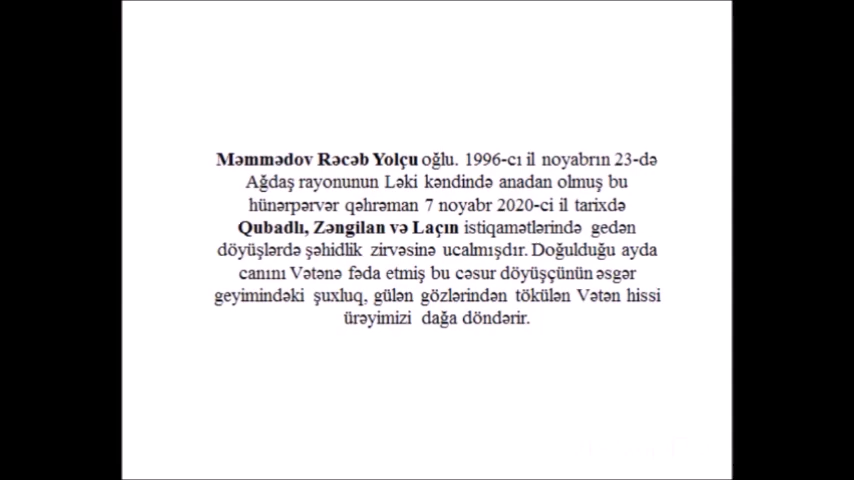 Məmmədov Rəcəb Yolçu oğlu. 1996-cı il noyabrın 23-də
Ağdaş rayonunun Ləki kəndində anadan olmuş bu
hünərpərvər qəhrəman 7 noyabr 2020-ci il tarixdə
Qubadlı, Zəngilan və Laçın istiqamətlərində gedən
döyüşlərdə şəhidlik zirvəsinə ucalmışdır. Doğulduğu ayda
canını Vətənə fəda etmiş bu cəsur döyüşçünün əsgər
geyimindəki şuxluq, gülən gözlərindən tökülən Vətən hissi
ürəyimizi dağa döndərir.